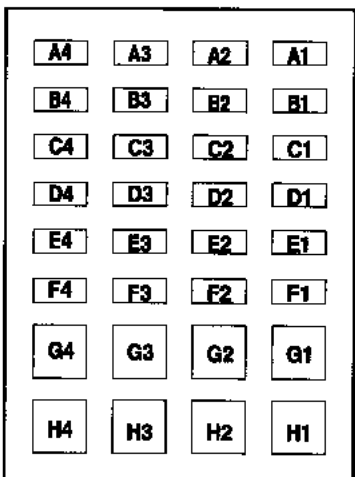 A4 A3 A2 A1
B4 B3 B2 B1
C4 C3 C2 C1
D4 D3 D2 D1
E4 E3 E2 E1
F4 F3 F2 F1
G4 G3 G2 G1
H4 H3 H2 H1